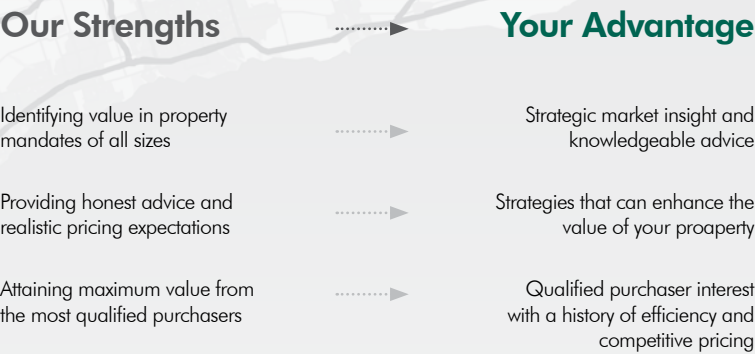 Our Strengths
Your Advantage
Identifying value in property
mandates of all sizes
Strategic market insight and
knowledgeable advice
Providing honest advice and
realistic pricing expectations
Strategies that can enhance the
value of your proaperty
Attaining maximum value from
the most qualified purchasers
Qualified purchaser interest
with a history of efficiency and
competitive pricing